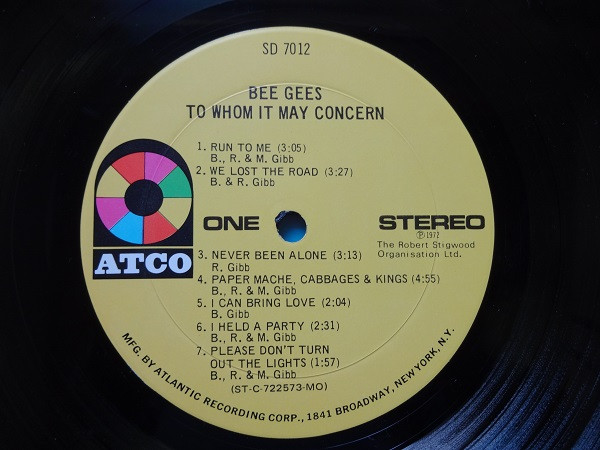 SD 7012
BEE GEES
TO WHOM IT MAY CONCERN
1. RUN TO ME (3:05)
B., R. & M. Gibb
2. WE LOST THE ROAD (3:27)
B. & R. Gibb
ONE
STEREO
Ⓟ1972
The Robert Stigwood
Organisation Ltd.
ATCO
3. NEVER BEEN ALONE (3:13)
R. Gibb
4. PAPER MACHE, CABBAGES & KINGS (4:55)
B., R. & M. Gibb
5. I CAN BRING LOVE (2:04)
B. Gibb
6. I HELD A PARTY (2:31)
B., R. & M. Gibb
7. PLEASE DON'T TURN
OUT THE LIGHTS (1:57)
B., R. & M. Gibb
(ST-C-722573-MO)
MFG. BY ATLANTIC RECORDING CORP., 1841 BROADWAY, NEW YORK, N.Y.